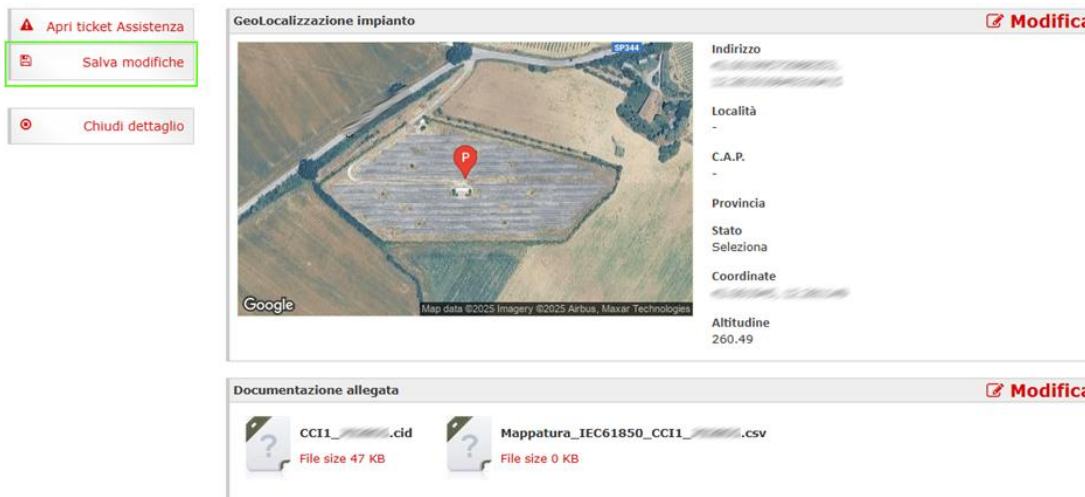 Apri ticket Assistenza
Salva modifiche
Chiudi dettaglio
GeoLocalizzazione impianto
Modifica
SP344
Google
Map data ©2025 Imagery ©2025 Airbus, Maxar Technologies
P
Indirizzo
Località
-
C.A.P.
-
Provincia
Stato
Seleziona
Coordinate
Altitudine
260.49
Documentazione allegata
Modifica
CCI1_ .cid
File size 47 KB
Mappatura_IEC61850_CCI1_ .csv
File size 0 KB